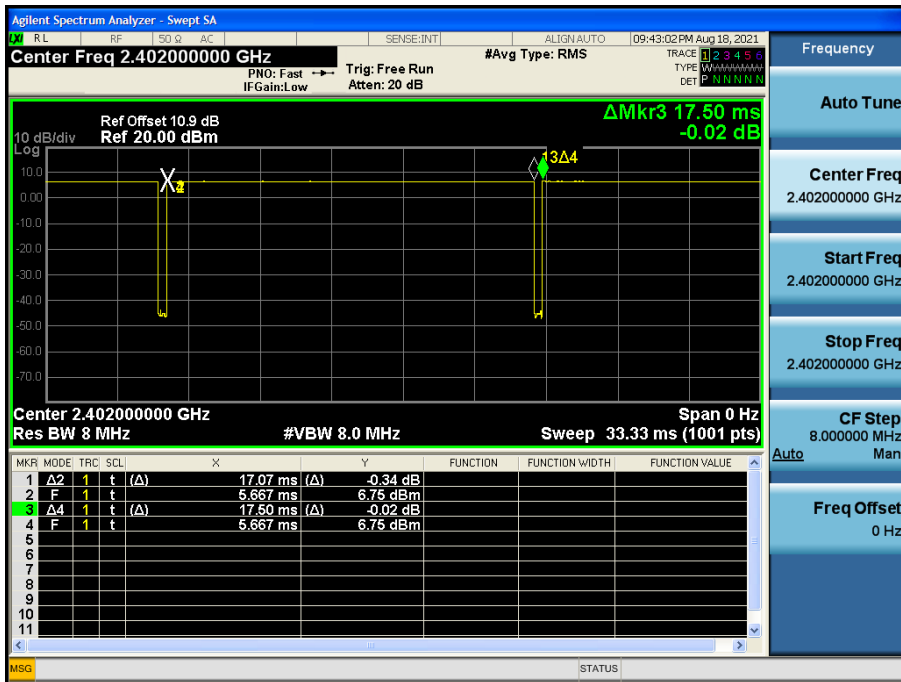 Agilent Spectrum Analyzer - Swept SA
LXI RL RF 50 Ω AC SENSE:INT ALIGN AUTO 09:43:02 PM Aug 18, 2021
Center Freq 2.402000000 GHz #Avg Type: RMS TRACE 1 2 3 4 5 6
PNO: Fast Trig: Free Run TYPE WWWWWW
IFGain:Low Atten: 20 dB DET P N N N N N
ΔMkr3 17.50 ms
-0.02 dB
Ref Offset 10.9 dB
10 dB/div Ref 20.00 dBm
Log
13Δ4
10.0
0.00
-10.0
-20.0
-30.0
-40.0
-50.0
-60.0
-70.0
Center 2.402000000 GHz Span 0 Hz
Res BW 8 MHz #VBW 8.0 MHz Sweep 33.33 ms (1001 pts)
MKR MODE TRC SCL X Y FUNCTION FUNCTION WIDTH FUNCTION VALUE
1 Δ2 1 t (Δ) 17.07 ms (Δ) -0.34 dB
2 F 1 t 5.667 ms 6.75 dBm
3 Δ4 1 t (Δ) 17.50 ms (Δ) -0.02 dB
4 F 1 t 5.667 ms 6.75 dBm
5
6
7
8
9
10
11
MSG STATUS
Frequency
Auto Tune
Center Freq
2.402000000 GHz
Start Freq
2.402000000 GHz
Stop Freq
2.402000000 GHz
CF Step
8.000000 MHz
Auto Man
Freq Offset
0 Hz